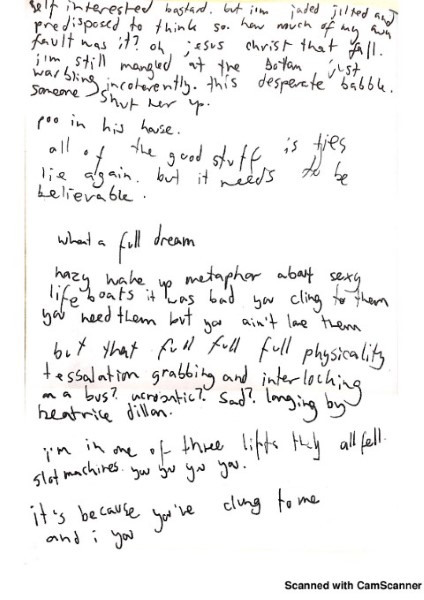 self interested bastard. but i'm jaded jilted and
predisposed to think so. how much of my own
fault was it? oh jesus christ that fall.
i'm still mangled at the bottom just
warbling incoherently. this desperate babble.
someone shut her up.
poo in his house.
all of the good stuff is ties
lie again. but it needs to be
believable.
what a full dream
hazy wake up metaphor about sexy
life boats it was bad you cling to them
you need them but you ain't love them
but that full full full physicality
tessalation grabbing and interlocking
on a bus? acrobatic? sad? longing by
beatrice dillon.
i'm in one of three lifts they all fell.
slot machines. you you you you.
it's because you've clung to me
and i you
Scanned with CamScanner